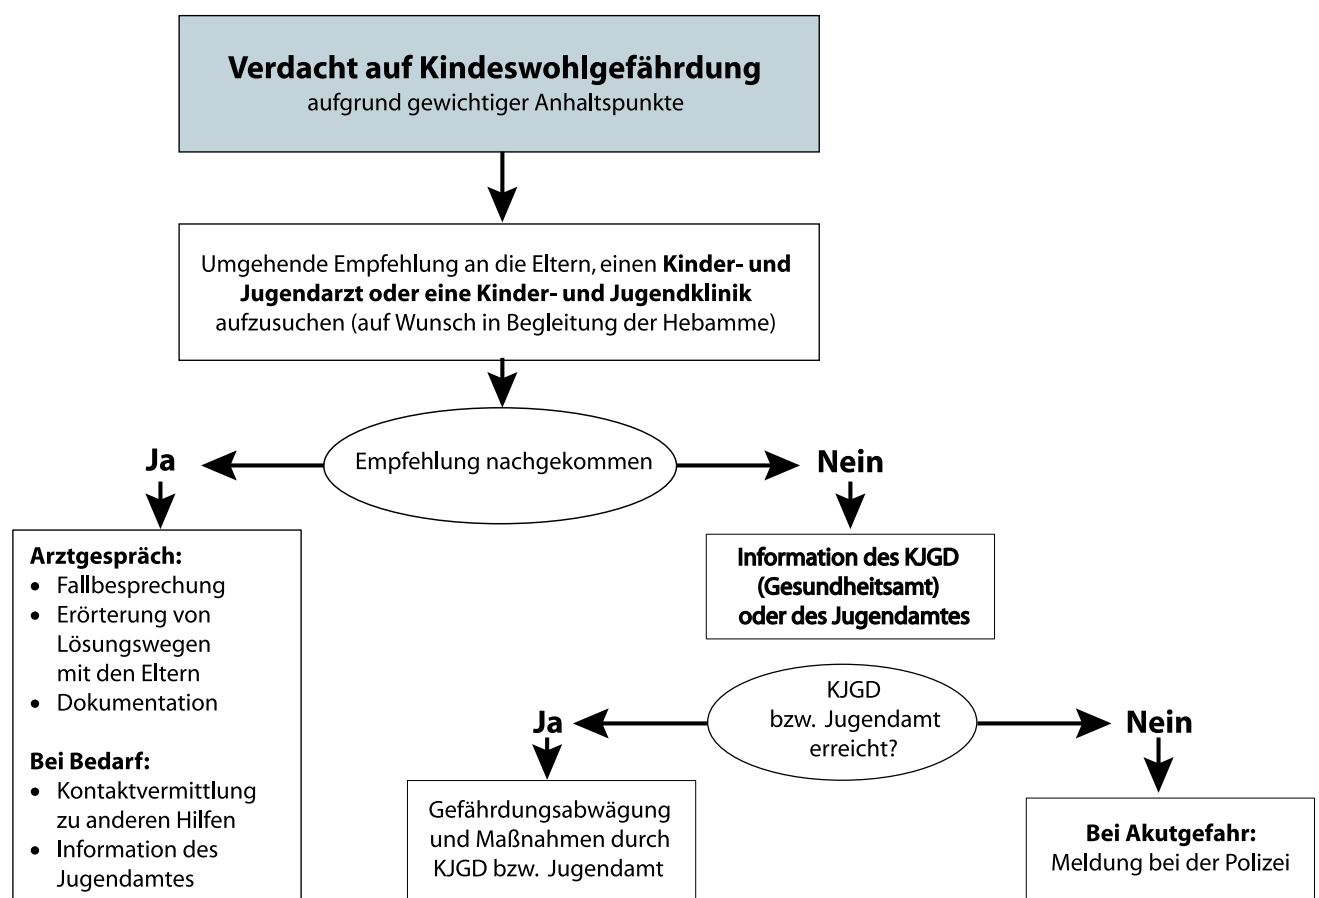 Verdacht auf Kindeswohlgefährdung
aufgrund gewichtiger Anhaltspunkte
Umgehende Empfehlung an die Eltern, einen Kinder- und
Jugendarzt oder eine Kinder- und Jugendklinik
aufzusuchen (auf Wunsch in Begleitung der Hebamme)
Empfehlung nachgekommen
Ja
Nein
Arztgespräch:
• Fallbesprechung
• Erörterung von
Lösungswegen
mit den Eltern
• Dokumentation
Bei Bedarf:
• Kontaktvermittlung
zu anderen Hilfen
• Information des
Jugendamtes
Information des KJGD
(Gesundheitsamt)
oder des Jugendamtes
KJGD
bzw. Jugendamt
erreicht?
Ja
Nein
Gefährdungsabwägung
und Maßnahmen durch
KJGD bzw. Jugendamt
Bei Akutgefahr:
Meldung bei der Polizei